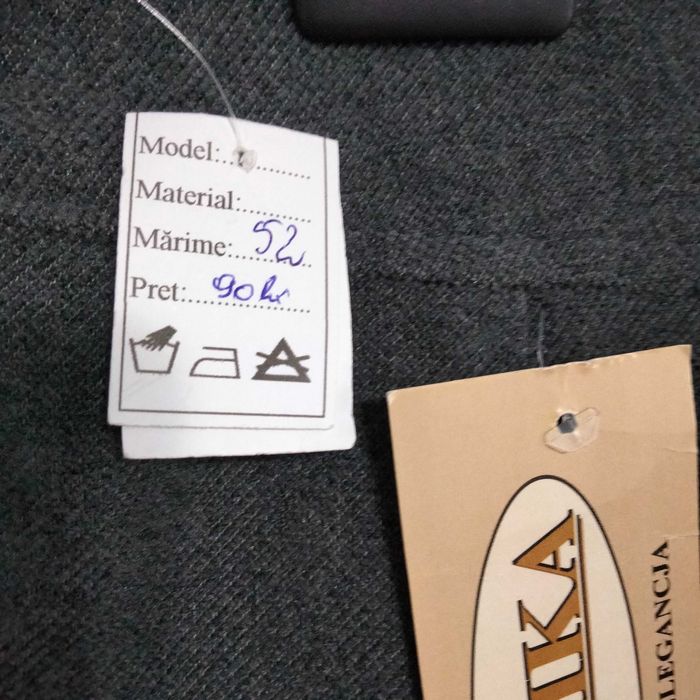 Model:............
Material:............
Mărime: 52
Pret: 90 lei
IKA
LEGANCJA